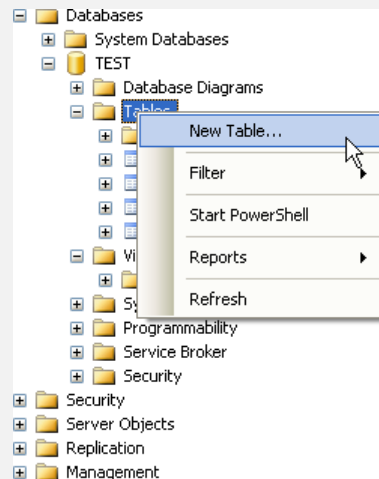 Databases
System Databases
TEST
Database Diagrams
Tables
New Table...
Filter
Start PowerShell
Reports
Refresh
Programmability
Service Broker
Security
Security
Server Objects
Replication
Management